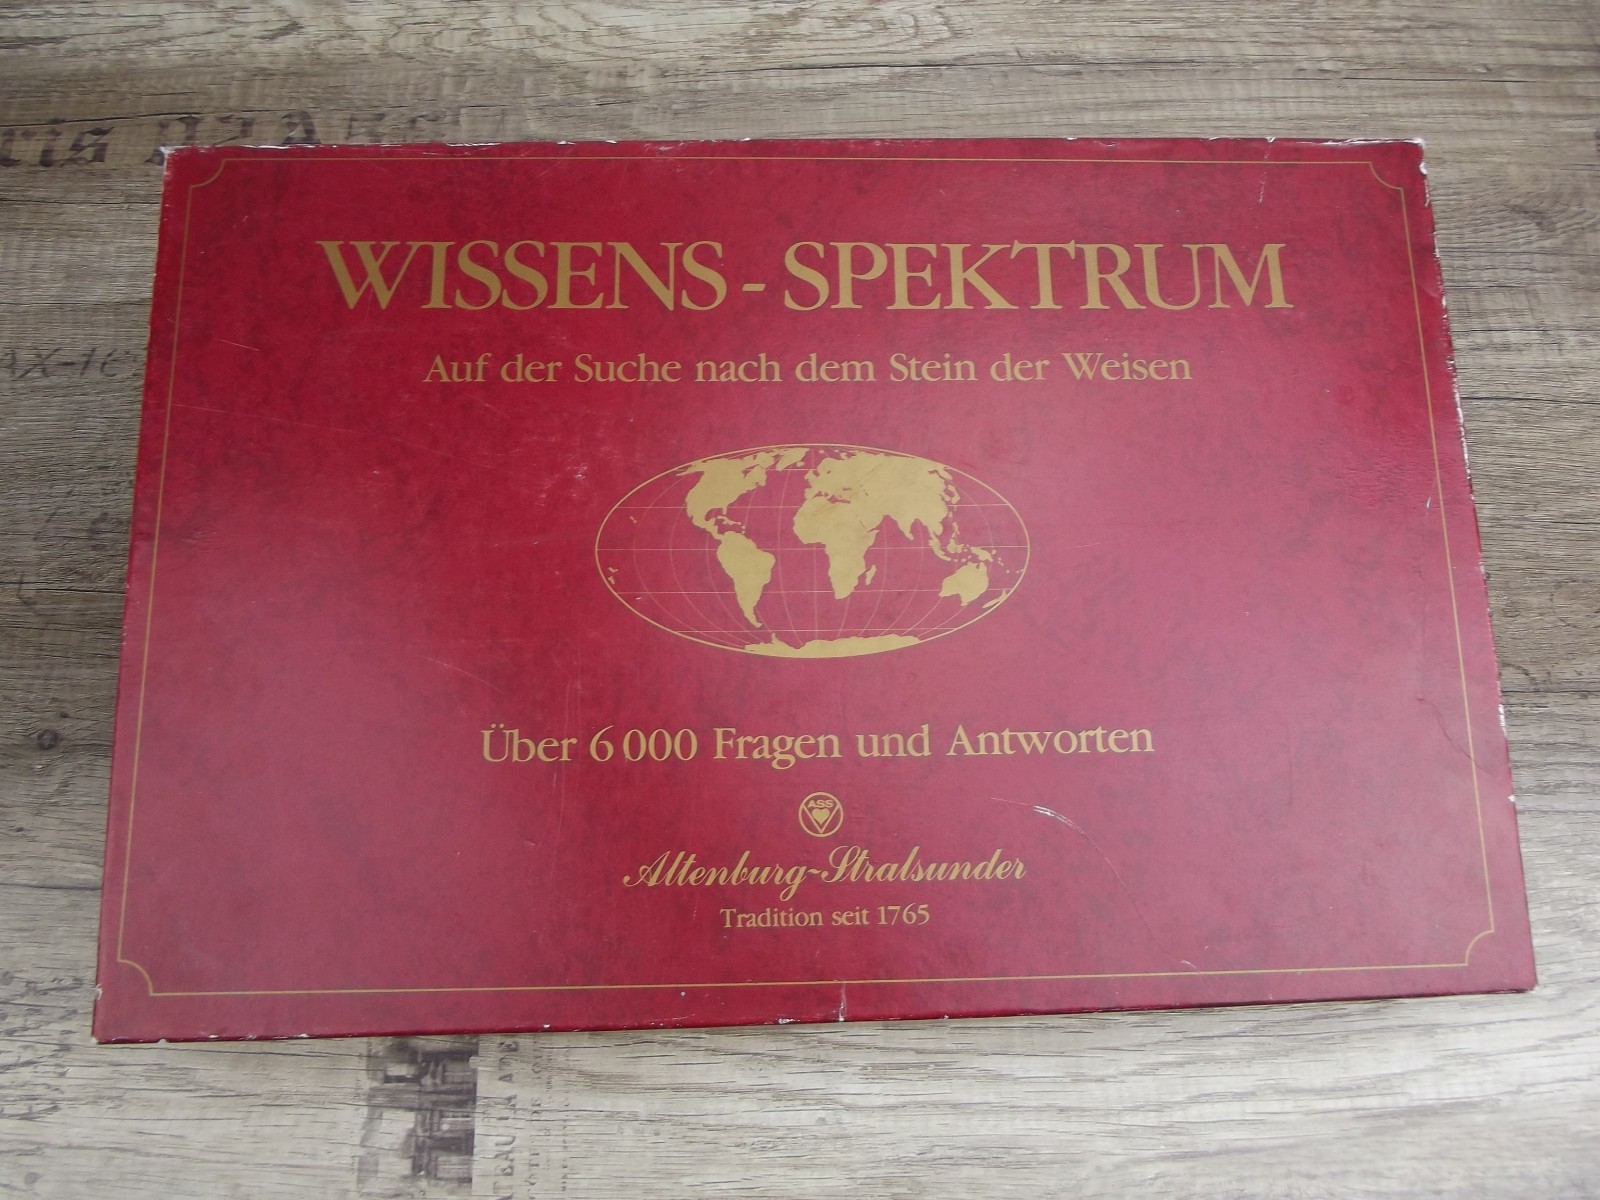 WISSENS - SPEKTRUM
Auf der Suche nach dem Stein der Weisen
Über 6 000 Fragen und Antworten
ASS
Altenburg-Stralsunder
Tradition seit 1765